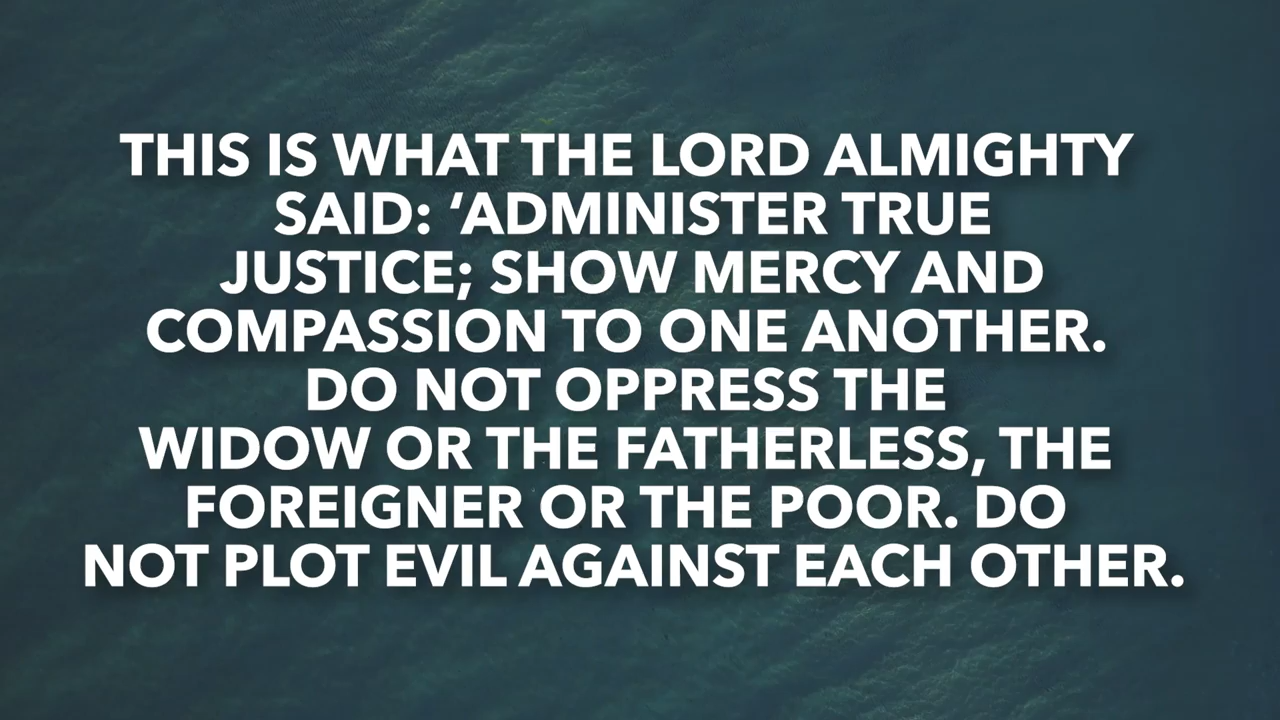 THIS IS WHAT THE LORD ALMIGHTY
SAID: ‘ADMINISTER TRUE
JUSTICE; SHOW MERCY AND
COMPASSION TO ONE ANOTHER.
DO NOT OPPRESS THE
WIDOW OR THE FATHERLESS, THE
FOREIGNER OR THE POOR. DO
NOT PLOT EVIL AGAINST EACH OTHER.